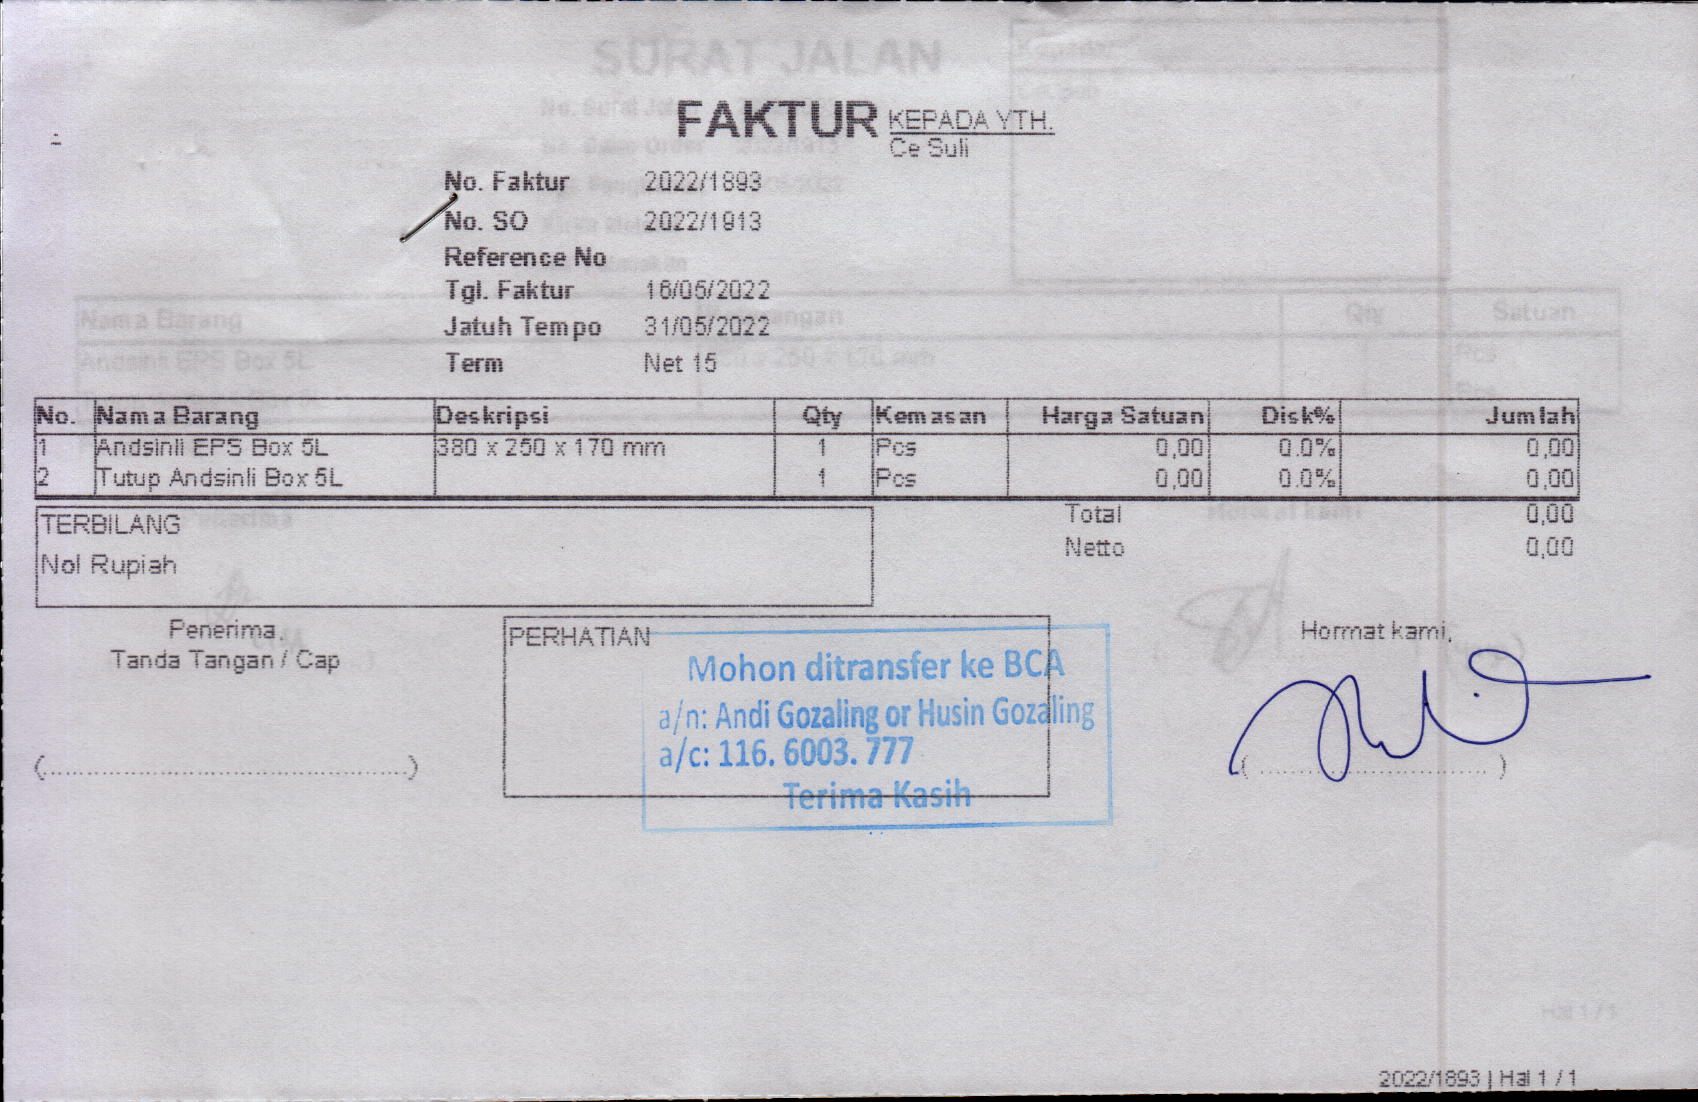 SURAT JALAN
FAKTUR KEPADA YTH.
Ce Suli
No. Faktur 2022/1893
No. SO 2022/1913
Reference No
Tgl. Faktur 16/05/2022
Jatuh Tempo 31/05/2022
Term Net 15
No. Nama Barang Deskripsi Qty Kemasan Harga Satuan Disk% Jumlah
1 Andsinli EPS Box 5L 380 x 250 x 170 mm 1 Pcs 0,00 0.0% 0,00
2 Tutup Andsinli Box 5L 1 Pcs 0,00 0.0% 0,00
Total 0,00
Netto 0,00
TERBILANG
Nol Rupiah
Penerima,
Tanda Tangan / Cap
(..............................................)
PERHATIAN
Mohon ditransfer ke BCA
a/n: Andi Gozaling or Husin Gozaling
a/c: 116. 6003. 777
Terima Kasih
Hormat kami,
( .............................. )
2022/1893 | Hal 1 / 1